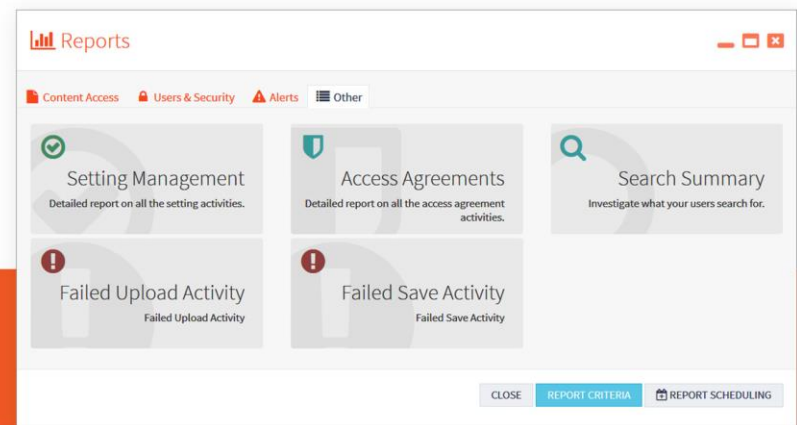 Reports
Content Access Users & Security Alerts Other
Setting Management
Detailed report on all the setting activities.
Access Agreements
Detailed report on all the access agreement
activities.
Search Summary
Investigate what your users search for.
Failed Upload Activity
Failed Upload Activity
Failed Save Activity
Failed Save Activity
CLOSE REPORT CRITERIA REPORT SCHEDULING